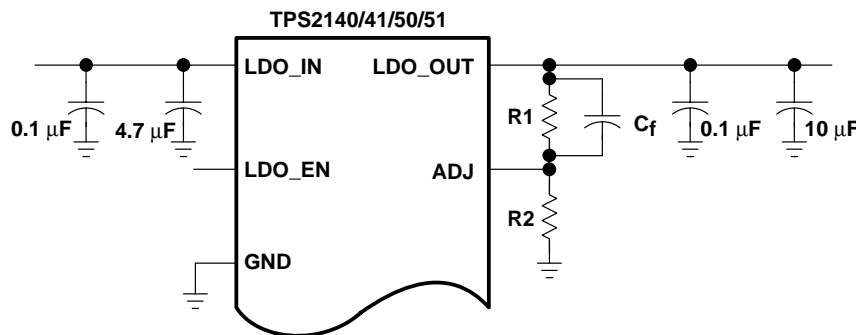 TPS2140/41/50/51
LDO_IN
LDO_OUT
0.1 μF
4.7 μF
R1
Cf
0.1 μF
10 μF
LDO_EN
ADJ
R2
GND